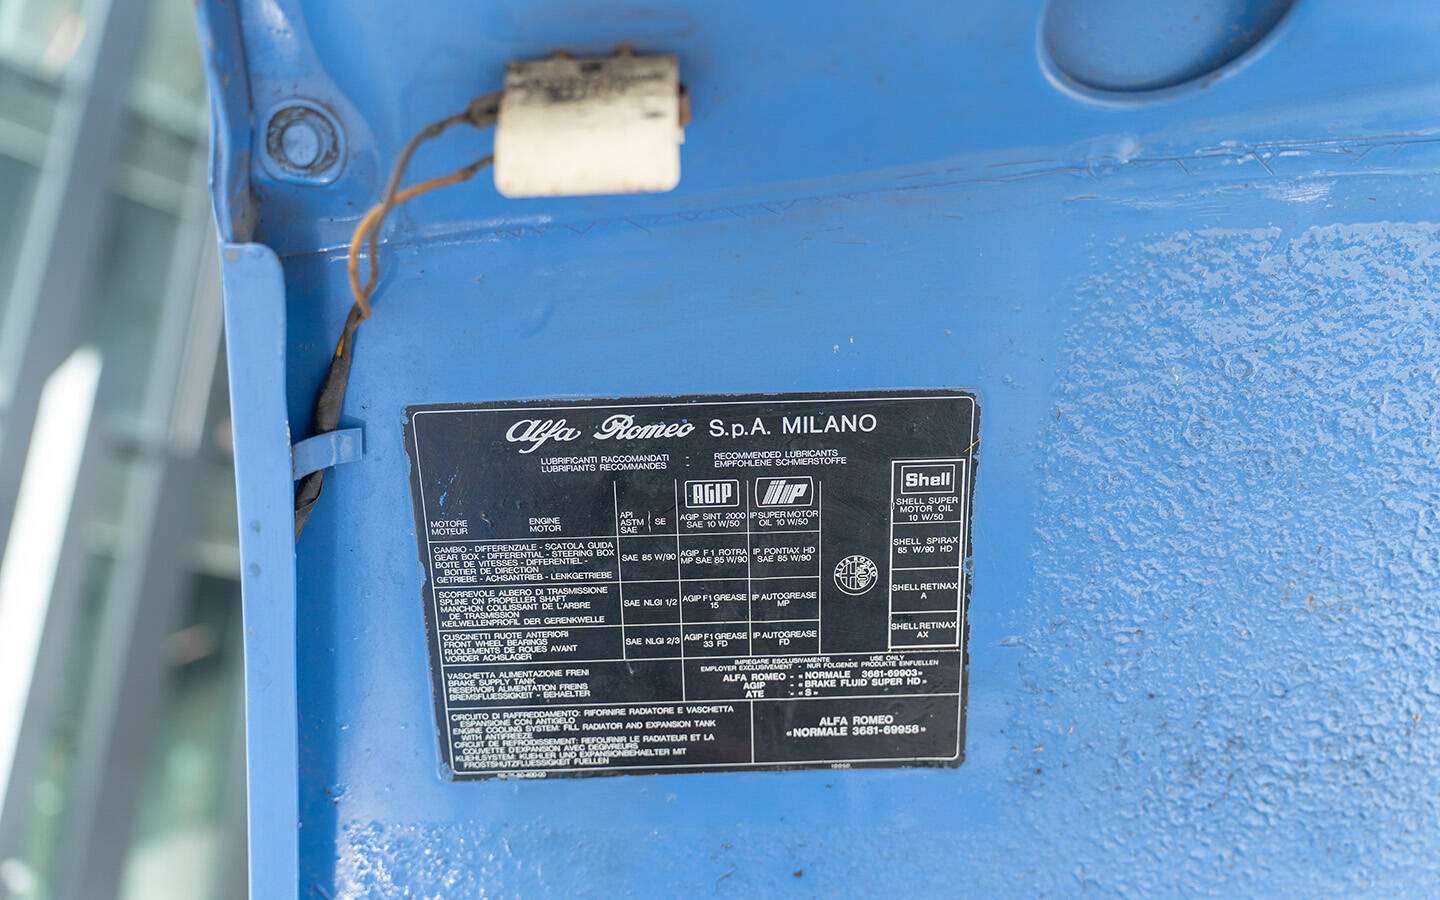 Alfa Romeo S.p.A. MILANO
LUBRIFICANTI RACCOMANDATI : RECOMMENDED LUBRICANTS
LUBRIFIANTS RECOMMANDES : EMPFOHLENE SCHMIERSTOFFE
AGIP
IP
Shell
MOTORE ENGINE
MOTEUR MOTOR
API
ASTM SE
SAE
AGIP SINT 2000
SAE 10 W/50
IP SUPER MOTOR
OIL 10 W/50
SHELL SUPER
MOTOR OIL
10 W/50
CAMBIO - DIFFERENZIALE - SCATOLA GUIDA
GEAR BOX - DIFFERENTIAL - STEERING BOX
BOITE DE VITESSES - DIFFERENTIEL -
BOITIER DE DIRECTION
GETRIEBE - ACHSANTRIEB - LENKGETRIEBE
SAE 85 W/90
AGIP F.1 ROTRA
MP SAE 85 W/90
IP PONTIAX HD
SAE 85 W/90
SHELL SPIRAX
85 W/90 HD
SCORREVOLE ALBERO DI TRASMISSIONE
SPLINE ON PROPELLER SHAFT
MANCHON COULISSANT DE L'ARBRE
DE TRASMISSION
KEILWELLENPROFIL DER GERENKWELLE
SAE NLGI 1/2
AGIP F1 GREASE
15
IP AUTOGREASE
MP
SHELL RETINAX
A
CUSCINETTI RUOTE ANTERIORI
FRONT WHEEL BEARINGS
RUOLEMENTS DE ROUES AVANT
VORDER ACHSLAGER
SAE NLGI 2/3
AGIP F1 GREASE
33 FD
IP AUTOGREASE
FD
SHELL RETINAX
AX
ALFA ROMEO
VASCHETTA ALIMENTAZIONE FRENI
BRAKE SUPPLY TANK
RESERVOIR ALIMENTATION FREINS
BREMSFLUESSIGKEIT - BEHAELTER
IMPIEGARE ESCLUSIVAMENTE - USE ONLY
EMPLOYER EXCLUSIVEMENT - NUR FOLGENDE PRODUKTE EINFUELLEN
ALFA ROMEO - «NORMALE 3681-69903»
AGIP - «BRAKE FLUID SUPER HD»
ATE - «S»
CIRCUITO DI RAFFREDDAMENTO: RIFORNIRE RADIATORE E VASCHETTA
ESPANSIONE CON ANTIGELO
ENGINE COOLING SYSTEM: FILL RADIATOR AND EXPANSION TANK
WITH ANTIFREEZE
CIRCUIT DE REFROIDISSEMENT: REFOURNIR LE RADIATEUR ET LA
COUVETTE D'EXPANSION AVEC DEGIVREURS
KUEHLSYSTEM: KUEHLER UND EXPANSIONBEHAELTER MIT
FROSTSHUTZFLUESSIGKEIT FUELLEN
ALFA ROMEO
«NORMALE 3681-69958»